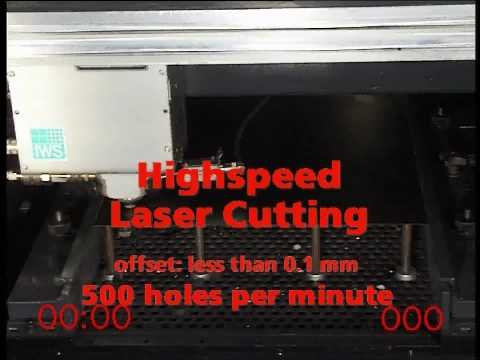 IWS
Highspeed
Laser Cutting
offset: less than 0.1 mm
500 holes per minute
00:00
000